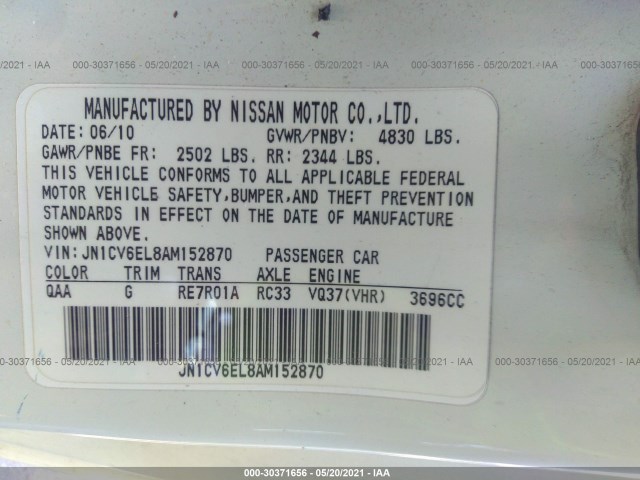 000-30371656 - 05/20/2021 - IAA
MANUFACTURED BY NISSAN MOTOR CO.,LTD.
DATE: 06/10 GVWR/PNBV: 4830 LBS.
GAWR/PNBE FR: 2502 LBS. RR: 2344 LBS.
THIS VEHICLE CONFORMS TO ALL APPLICABLE FEDERAL
MOTOR VEHICLE SAFETY,BUMPER,AND THEFT PREVENTION
STANDARDS IN EFFECT ON THE DATE OF MANUFACTURE
SHOWN ABOVE.
VIN:JN1CV6EL8AM152870 PASSENGER CAR
COLOR TRIM TRANS AXLE ENGINE
QAA G RE7R01A RC33 VQ37(VHR) 3696CC
JN1CV6EL8AM152870
000-30371656 - 05/20/2021 - IAA
000-30371656 - 05/20/2021 - IAA